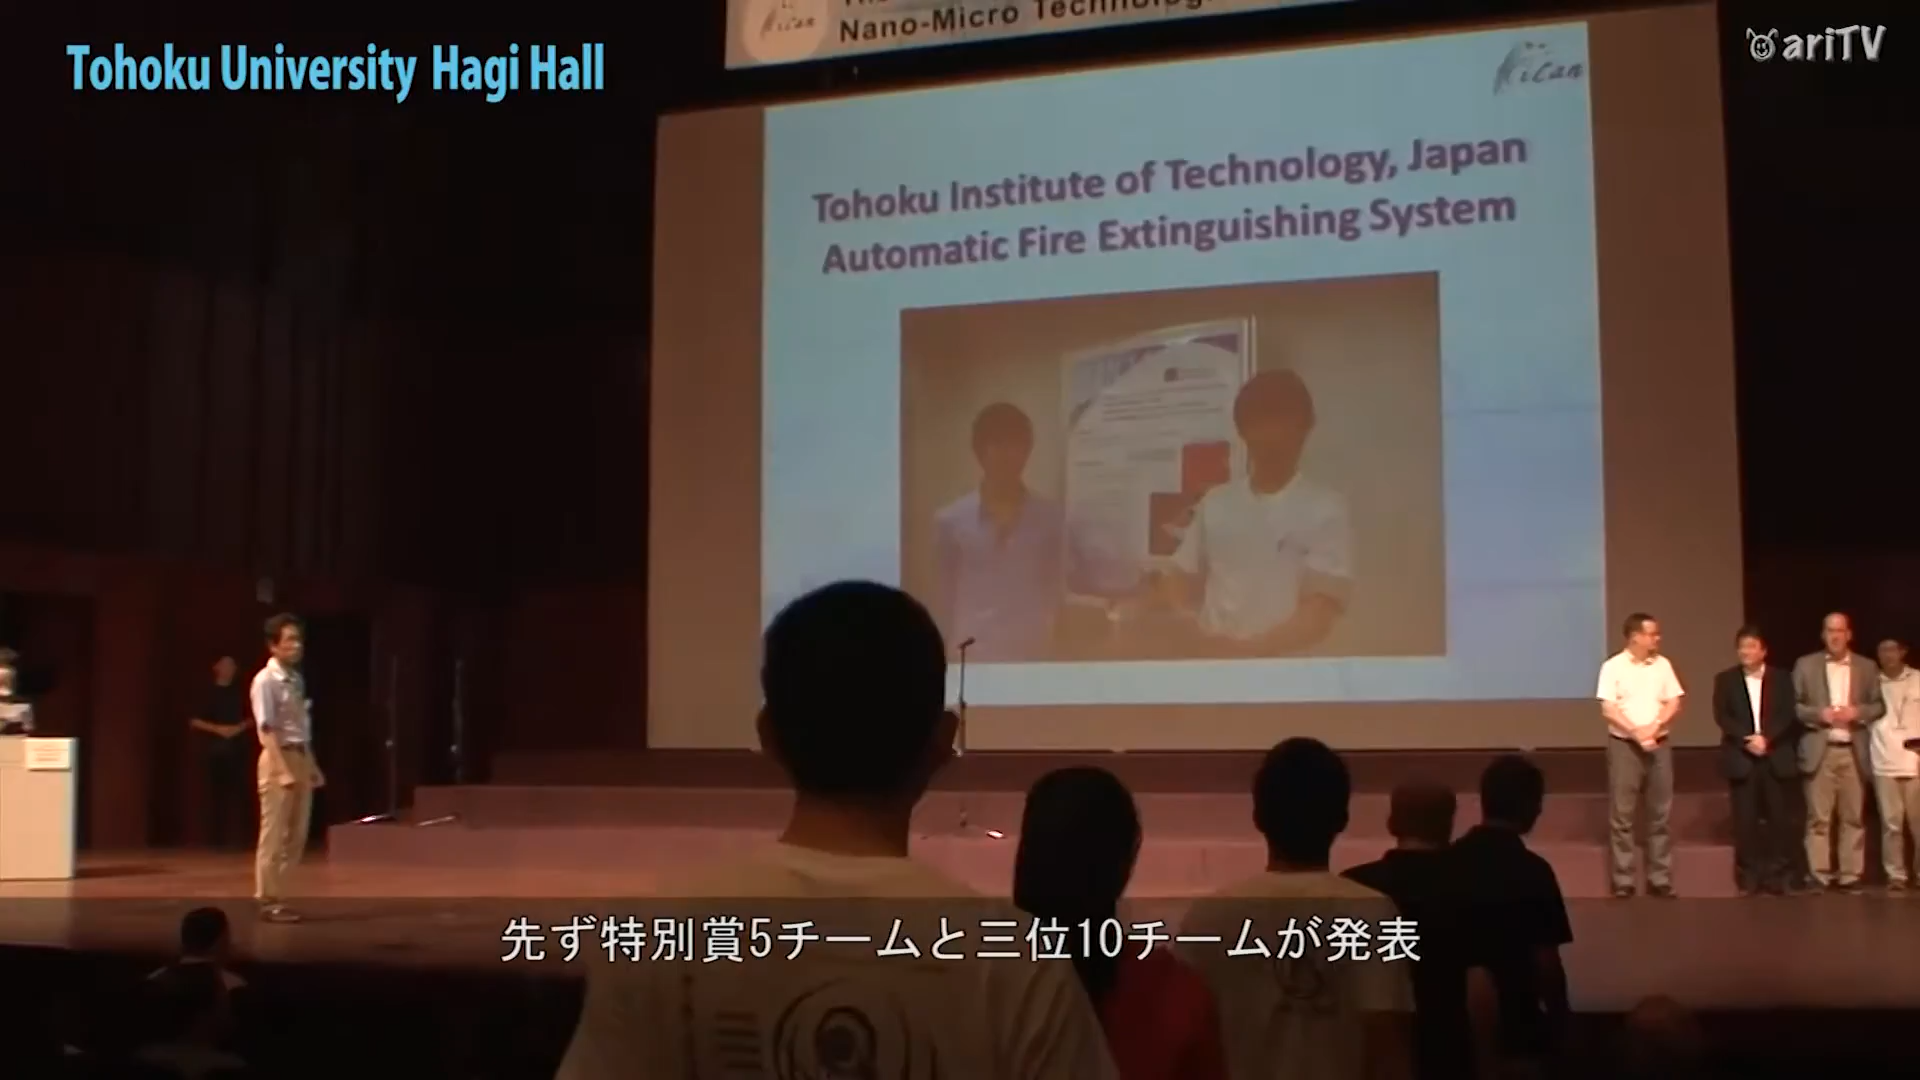 Tohoku University Hagi Hall
ariTV
Nano-Micro
iCan
iCan
Tohoku Institute of Technology, Japan
Automatic Fire Extinguishing System
先ず特別賞5チームと三位10チームが発表